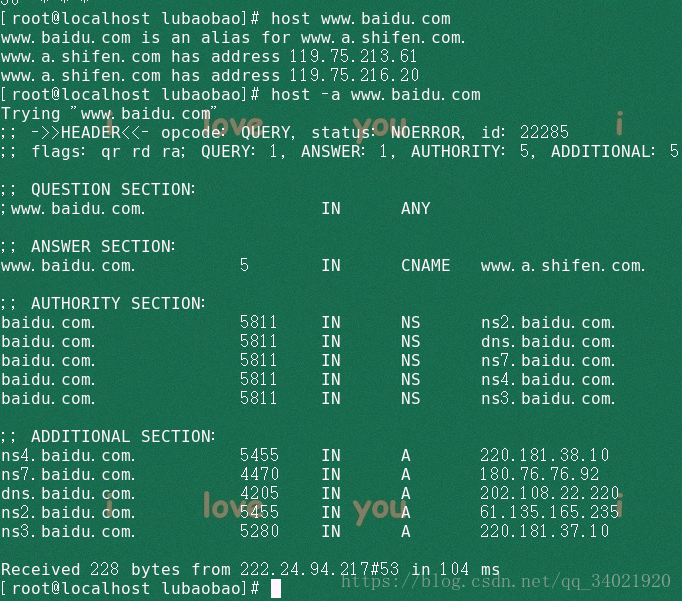 [root@localhost lubaobao]# host www.baidu.com
www.baidu.com is an alias for www.a.shifen.com.
www.a.shifen.com has address 119.75.213.61
www.a.shifen.com has address 119.75.216.20
[root@localhost lubaobao]# host -a www.baidu.com
Trying "www.baidu.com"
i love you i
;; ->>HEADER<<- opcode: QUERY, status: NOERROR, id: 22285
;; flags: qr rd ra; QUERY: 1, ANSWER: 1, AUTHORITY: 5, ADDITIONAL: 5
;; QUESTION SECTION:
;www.baidu.com. IN ANY
;; ANSWER SECTION:
www.baidu.com. 5 IN CNAME www.a.shifen.com.
;; AUTHORITY SECTION:
baidu.com. 5811 IN NS ns2.baidu.com.
baidu.com. 5811 IN NS dns.baidu.com.
baidu.com. 5811 IN NS ns7.baidu.com.
baidu.com. 5811 IN NS ns4.baidu.com.
baidu.com. 5811 IN NS ns3.baidu.com.
;; ADDITIONAL SECTION:
ns4.baidu.com. 5455 IN A 220.181.38.10
ns7.baidu.com. 4470 IN A 180.76.76.92
dns.baidu.com. 4205 IN A 202.108.22.220
i love you i
ns2.baidu.com. 5455 IN A 61.135.165.235
ns3.baidu.com. 5280 IN A 220.181.37.10
Received 228 bytes from 222.24.94.217#53 in 104 ms
[root@localhost lubaobao]#
https://blog.csdn.net/qq_34021920